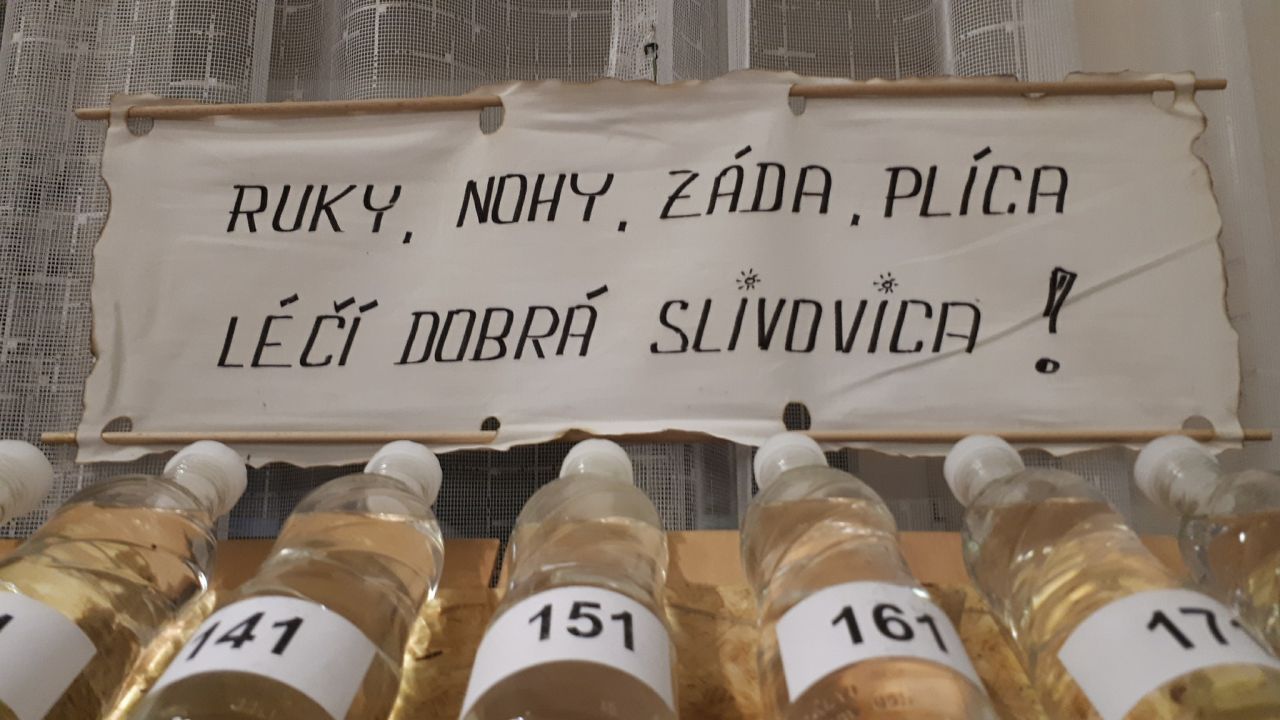 RUKY, NOHY, ZÁDA, PLÍCA
LÉČÍ DOBRÁ SLIVOVICA!
141
151
161